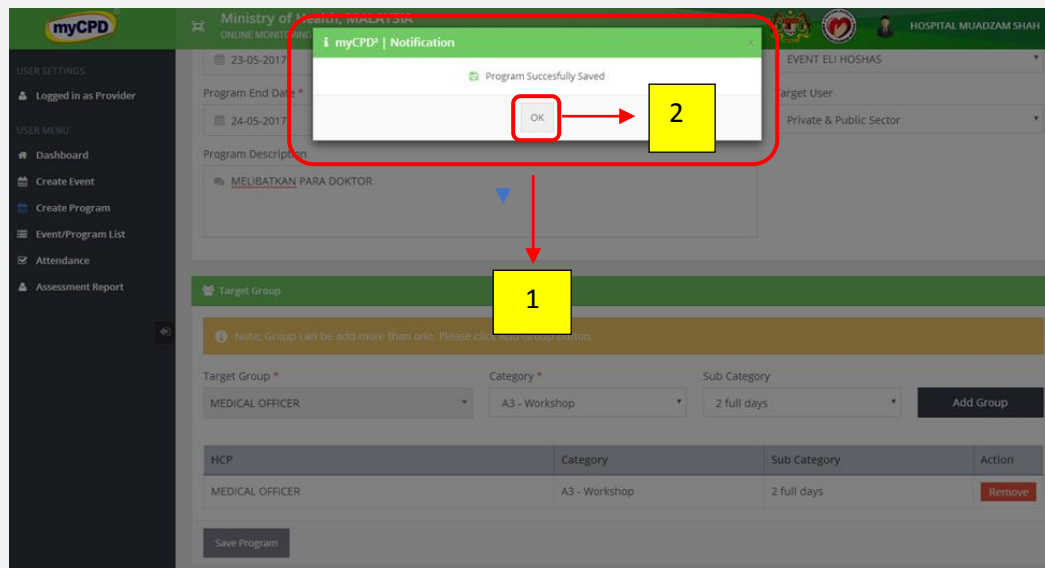 myCPD
Ministry of Health, MALAYSIA
ONLINE MONITORING
HOSPITAL MUADZAM SHAH
USER SETTINGS
Logged in as Provider
USER MENU
Dashboard
Create Event
Create Program
Event/Program List
Attendance
Assessment Report
myCPD² | Notification
Program Succesfully Saved
OK
2
1
23-05-2017
EVENT ELI HOSHAS
Program End Date *
Target User
24-05-2017
Private & Public Sector
Program Description
MELIBATKAN PARA DOKTOR
Target Group
Note: Group can be add more than one. Please click Add Group button.
Target Group *
Category *
Sub Category
MEDICAL OFFICER
A3 - Workshop
2 full days
Add Group
HCP
Category
Sub Category
Action
MEDICAL OFFICER
A3 - Workshop
2 full days
Remove
Save Program